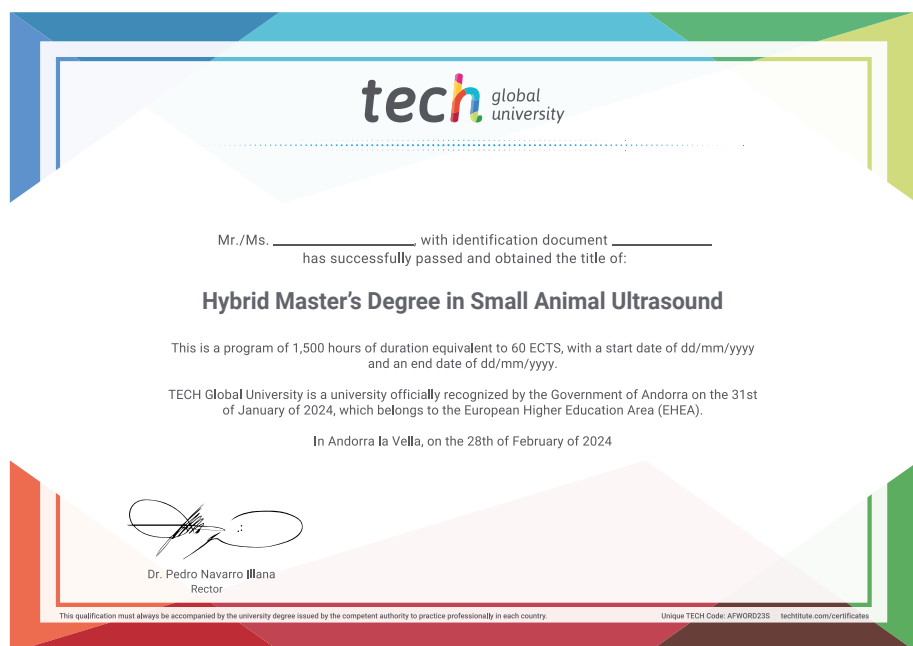 tech global
university
Mr./Ms. ____________________, with identification document ______________
has successfully passed and obtained the title of:
Hybrid Master's Degree in Small Animal Ultrasound
This is a program of 1,500 hours of duration equivalent to 60 ECTS, with a start date of dd/mm/yyyy
and an end date of dd/mm/yyyy.
TECH Global University is a university officially recognized by the Government of Andorra on the 31st
of January of 2024, which belongs to the European Higher Education Area (EHEA).
In Andorra la Vella, on the 28th of February of 2024
Dr. Pedro Navarro Illana
Rector
This qualification must always be accompanied by the university degree issued by the competent authority to practice professionally in each country. Unique TECH Code: AFWORD23S techtitute.com/certificates